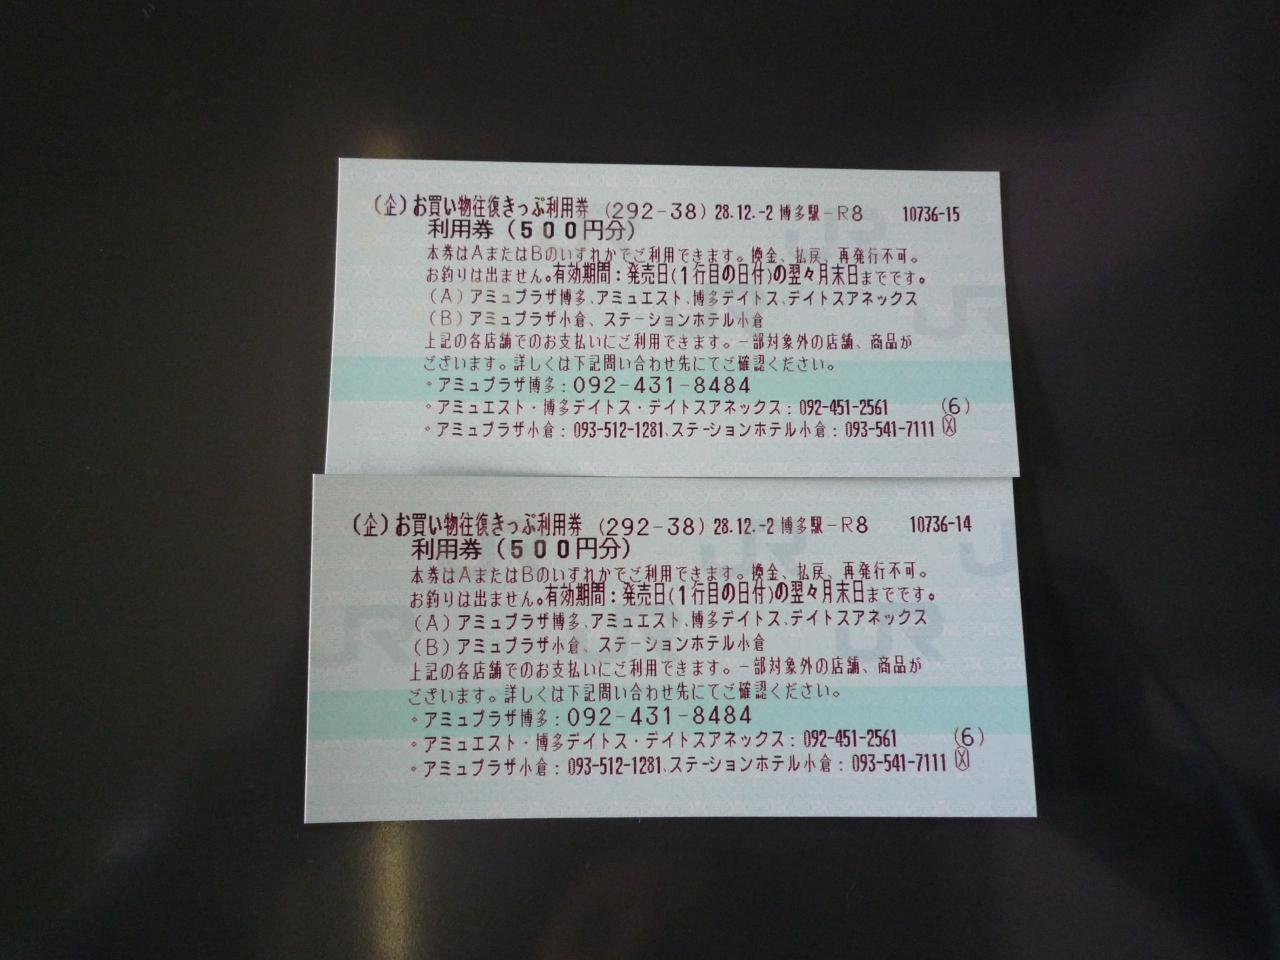 (企)お買い物往復きっぷ利用券 (292-38) 28.12.-2 博多駅-R8 10736-15
利用券(500円分)
本券はAまたはBのいずれかでご利用できます。換金、払戻、再発行不可。
お釣りは出ません。有効期間:発売日(1行目の日付)の翌々月末日までです。
(A)アミュプラザ博多、アミュエスト、博多デイトス、デイトスアネックス
(B)アミュプラザ小倉、ステーションホテル小倉
上記の各店舗でのお支払いにご利用できます。一部対象外の店舗、商品が
ございます。詳しくは下記問い合わせ先にてご確認ください。
◦アミュプラザ博多:092-431-8484
◦アミュエスト・博多デイトス・デイトスアネックス:092-451-2561 (6)
◦アミュプラザ小倉:093-512-1281、ステーションホテル小倉:093-541-7111 ☒
(企)お買い物往復きっぷ利用券 (292-38) 28.12.-2 博多駅-R8 10736-14
利用券(500円分)
本券はAまたはBのいずれかでご利用できます。換金、払戻、再発行不可。
お釣りは出ません。有効期間:発売日(1行目の日付)の翌々月末日までです。
(A)アミュプラザ博多、アミュエスト、博多デイトス、デイトスアネックス
(B)アミュプラザ小倉、ステーションホテル小倉
上記の各店舗でのお支払いにご利用できます。一部対象外の店舗、商品が
ございます。詳しくは下記問い合わせ先にてご確認ください。
◦アミュプラザ博多:092-431-8484
◦アミュエスト・博多デイトス・デイトスアネックス:092-451-2561 (6)
◦アミュプラザ小倉:093-512-1281、ステーションホテル小倉:093-541-7111 ☒